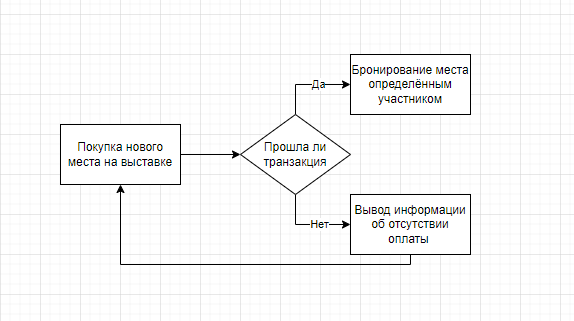 Бронирование места
определённым
участником
Да
Покупка нового
места на выставке
Прошла ли
транзакция
Нет
Вывод информации
об отсутствии
оплаты